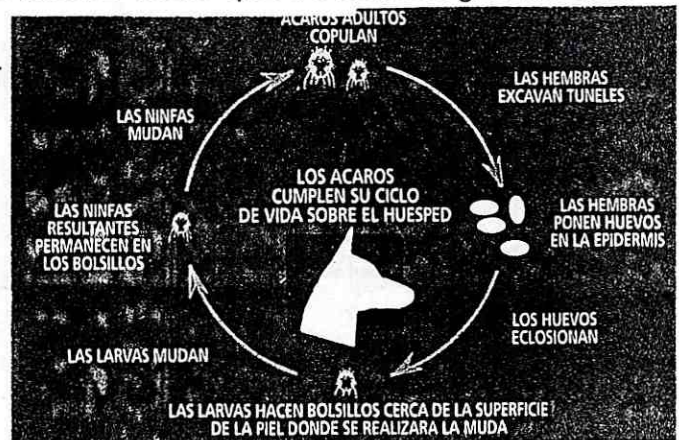 ACAROS ADULTOS
COPULAN
LAS HEMBRAS
EXCAVAN TUNELES
LAS NINFAS
MUDAN
LOS ACAROS
CUMPLEN SU CICLO
DE VIDA SOBRE EL HUESPED
LAS HEMBRAS
PONEN HUEVOS
EN LA EPIDERMIS
LAS NINFAS
RESULTANTES
PERMANECEN EN
LOS BOLSILLOS
LOS HUEVOS
ECLOSIONAN
LAS LARVAS MUDAN
LAS LARVAS HACEN BOLSILLOS CERCA DE LA SUPERFICIE
DE LA PIEL DONDE SE REALIZARA LA MUDA